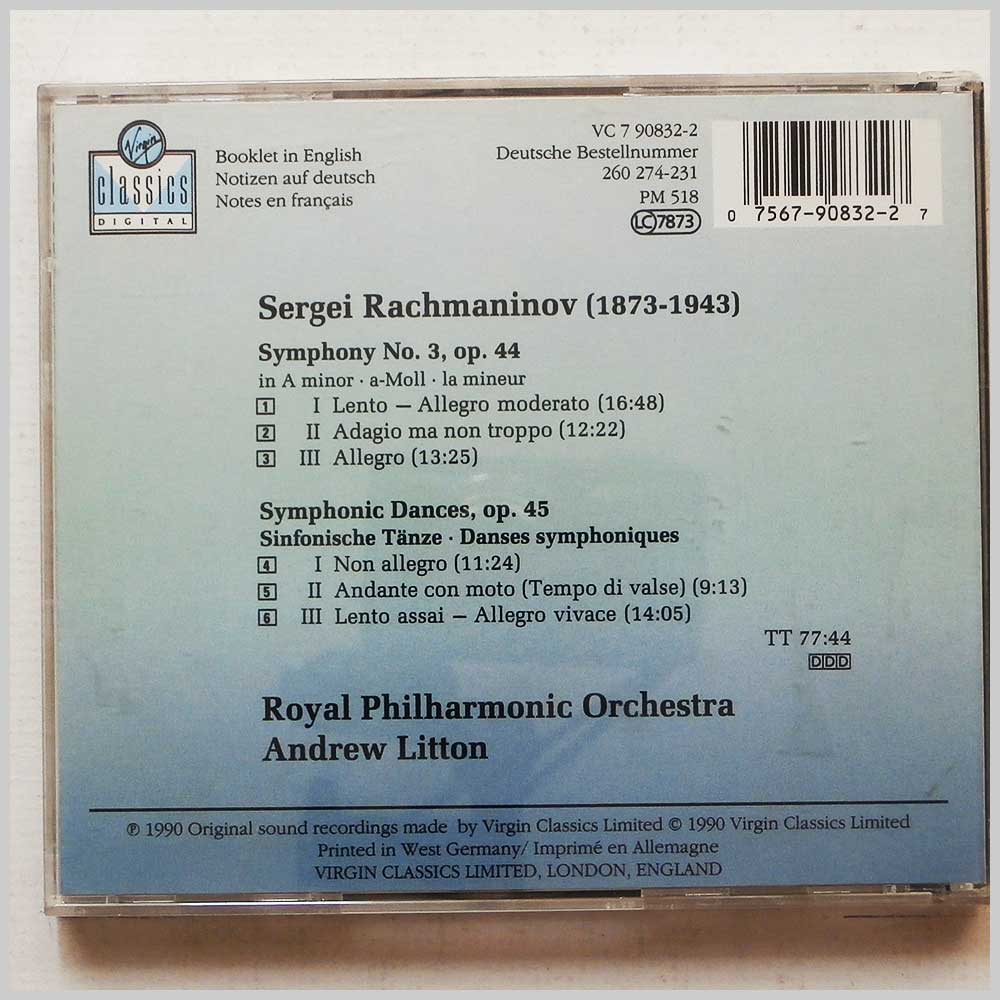 Virgin
classics
DIGITAL
Booklet in English
Notizen auf deutsch
Notes en français
VC 7 90832-2
Deutsche Bestellnummer
260 274-231
PM 518
LC 7873
0 7567-90832-2 7
Sergei Rachmaninov (1873-1943)
Symphony No. 3, op. 44
in A minor · a-Moll · la mineur
1 I Lento – Allegro moderato (16:48)
2 II Adagio ma non troppo (12:22)
3 III Allegro (13:25)
Symphonic Dances, op. 45
Sinfonische Tänze · Danses symphoniques
4 I Non allegro (11:24)
5 II Andante con moto (Tempo di valse) (9:13)
6 III Lento assai – Allegro vivace (14:05)
TT 77:44
DDD
Royal Philharmonic Orchestra
Andrew Litton
℗ 1990 Original sound recordings made by Virgin Classics Limited © 1990 Virgin Classics Limited
Printed in West Germany/ Imprimé en Allemagne
VIRGIN CLASSICS LIMITED, LONDON, ENGLAND